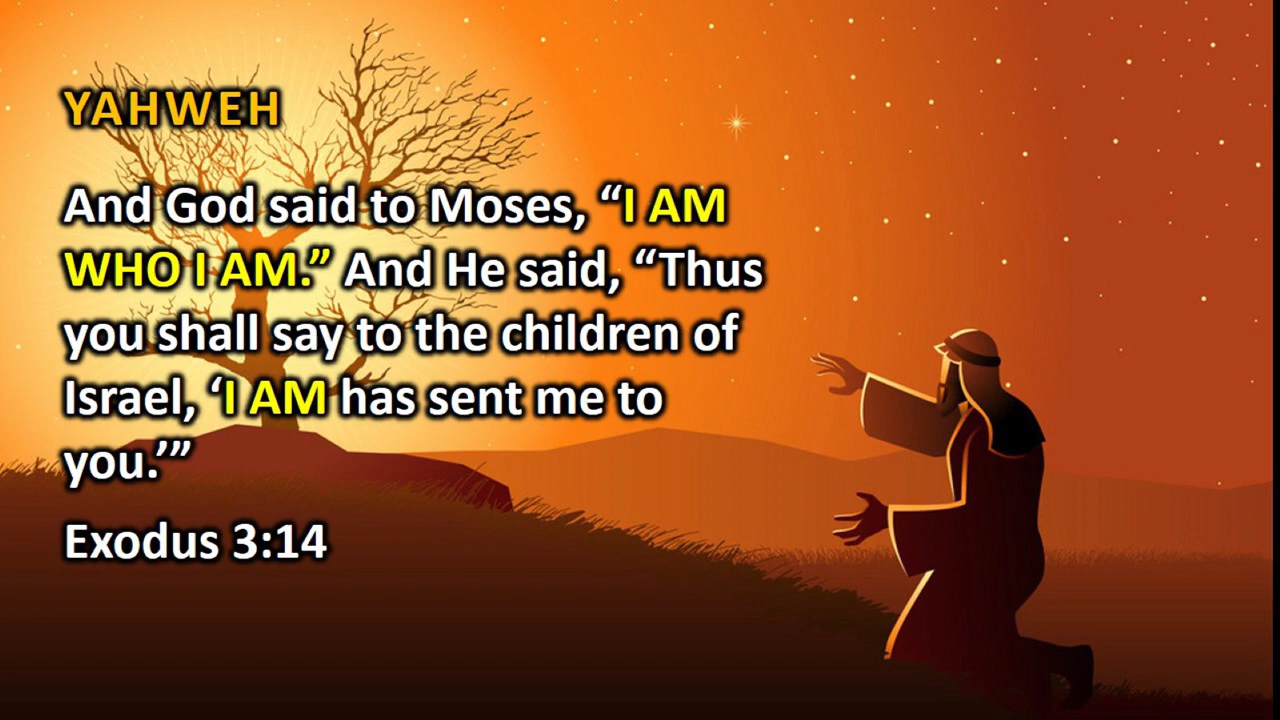 YAHWEH
And God said to Moses, “I AM
WHO I AM.” And He said, “Thus
you shall say to the children of
Israel, ‘I AM has sent me to
you.’”
Exodus 3:14